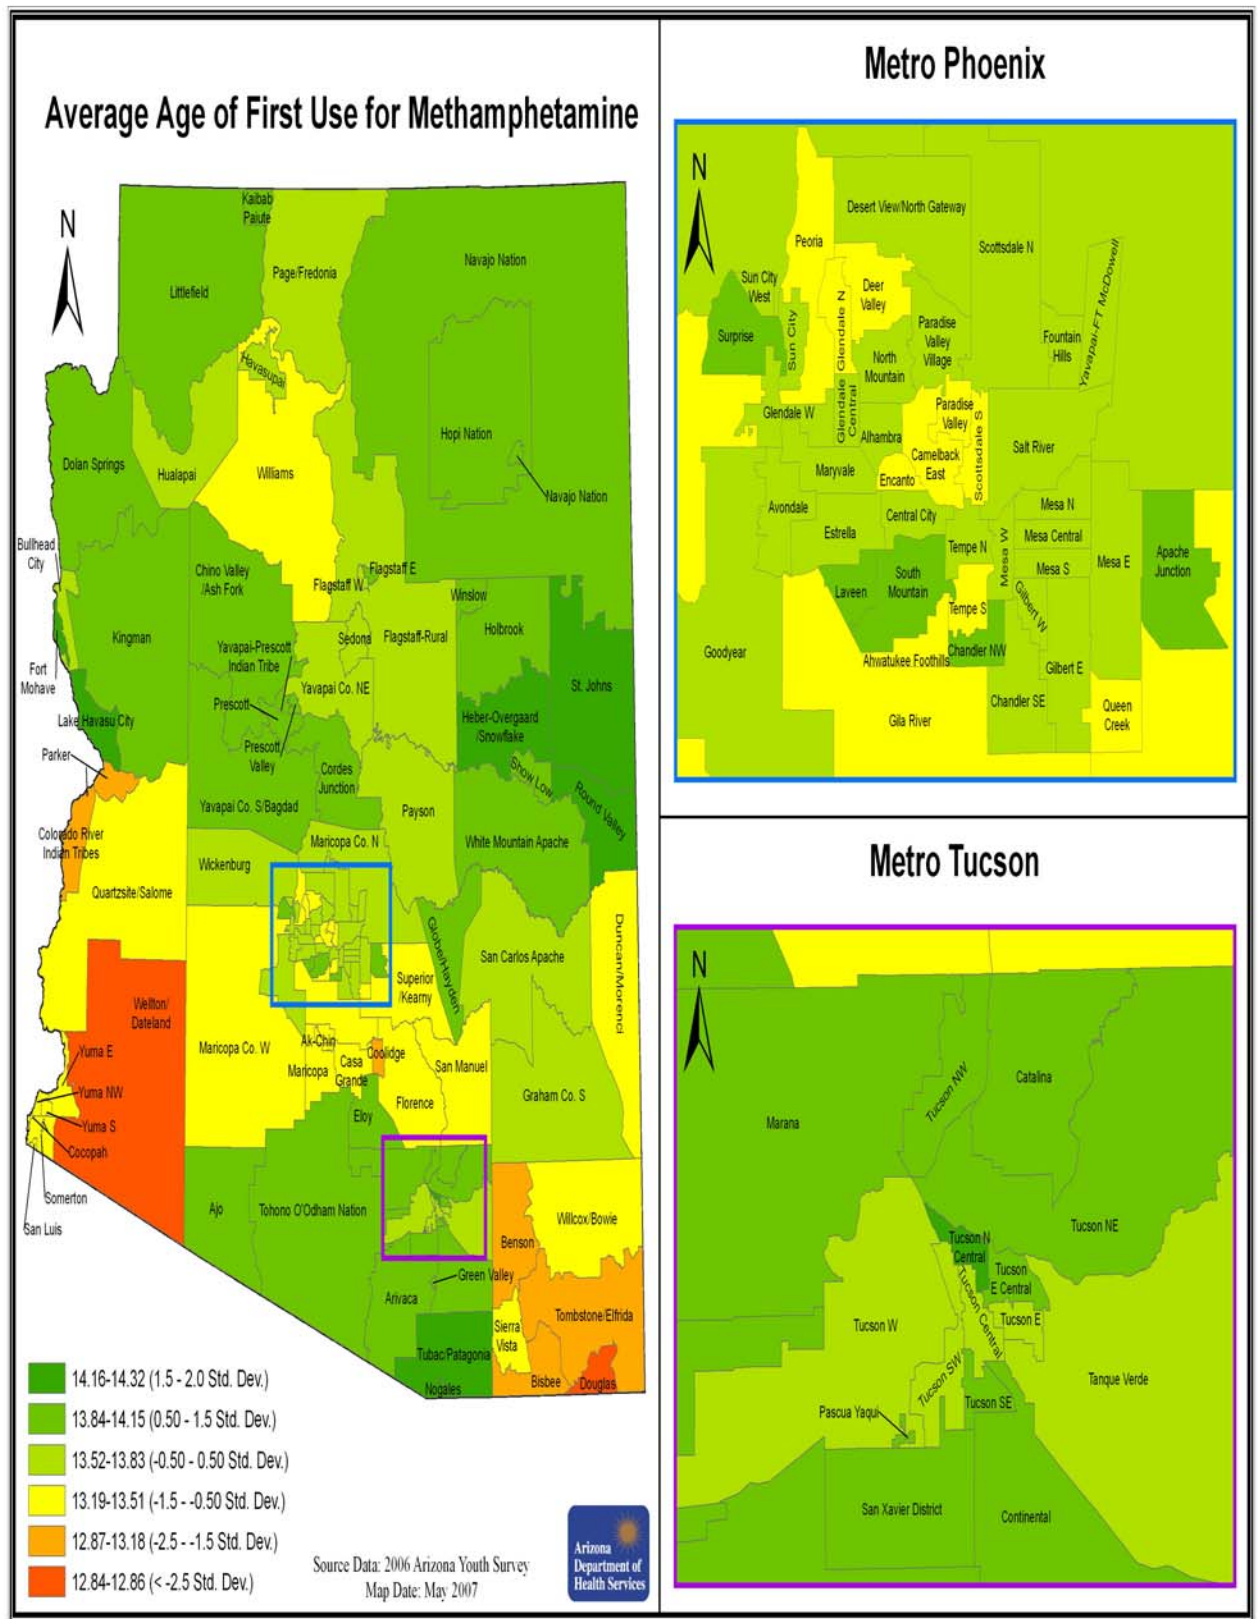 Average Age of First Use for Methamphetamine
N
Kaibab
Paiute
Page/Fredonia
Navajo Nation
Littlefield
Havasupai
Hopi Nation
Dolan Springs
Hualapai
Williams
Navajo Nation
Bullhead
City
Chino Valley
/Ash Fork
Flagstaff W
Flagstaff E
Winslow
Kingman
Yavapai-Prescott
Indian Tribe
Sedona
Flagstaff-Rural
Holbrook
Fort
Mohave
Prescott
Yavapai Co. NE
St. Johns
Lake Havasu City
Heber-Overgaard
/Snowflake
Parker
Prescott
Valley
Cordes
Junction
Show Low
Round Valley
Yavapai Co. S/Bagdad
Payson
Colorado River
Indian Tribes
Maricopa Co. N
White Mountain Apache
Wickenburg
Quartzsite/Salome
Globe/Hayden
Duncan/Morenci
San Carlos Apache
Superior
/Kearny
Wellton/
Dateland
Yuma E
Maricopa Co. W
Ak-Chin
Maricopa
Casa
Grande
Coolidge
San Manuel
Yuma NW
Florence
Graham Co. S
Yuma S
Eloy
Cocopah
Somerton
San Luis
Ajo
Tohono O'Odham Nation
Willcox/Bowie
Benson
Green Valley
Arivaca
Tombstone/Elfrida
Sierra
Vista
Tubac/Patagonia
Nogales
Bisbee
Douglas
14.16-14.32 (1.5 - 2.0 Std. Dev.)
13.84-14.15 (0.50 - 1.5 Std. Dev.)
13.52-13.83 (-0.50 - 0.50 Std. Dev.)
13.19-13.51 (-1.5 - -0.50 Std. Dev.)
12.87-13.18 (-2.5 - -1.5 Std. Dev.)
12.84-12.86 (< -2.5 Std. Dev.)
Source Data: 2006 Arizona Youth Survey
Map Date: May 2007
Arizona
Department of
Health Services
Metro Phoenix
N
Desert View/North Gateway
Peoria
Scottsdale N
Sun City
West
Deer
Valley
Yavapai-FT McDowell
Surprise
Sun City
Glendale N
Paradise
Valley
Village
Fountain
Hills
North
Mountain
Glendale W
Glendale
Central
Paradise
Valley
Scottsdale S
Alhambra
Salt River
Camelback
East
Maryvale
Encanto
Avondale
Central City
Mesa N
Estrella
Mesa Central
Tempe N
Mesa W
Mesa S
Mesa E
Apache
Junction
Laveen
South
Mountain
Tempe S
Gilbert W
Goodyear
Ahwatukee Foothills
Chandler NW
Gilbert E
Chandler SE
Gila River
Queen
Creek
Metro Tucson
N
Tucson NW
Catalina
Marana
Tucson NE
Tucson N
Central
Tucson
E Central
Tucson W
Tucson Central
Tucson E
Tucson SW
Tanque Verde
Pascua Yaqui
Tucson SE
San Xavier District
Continental